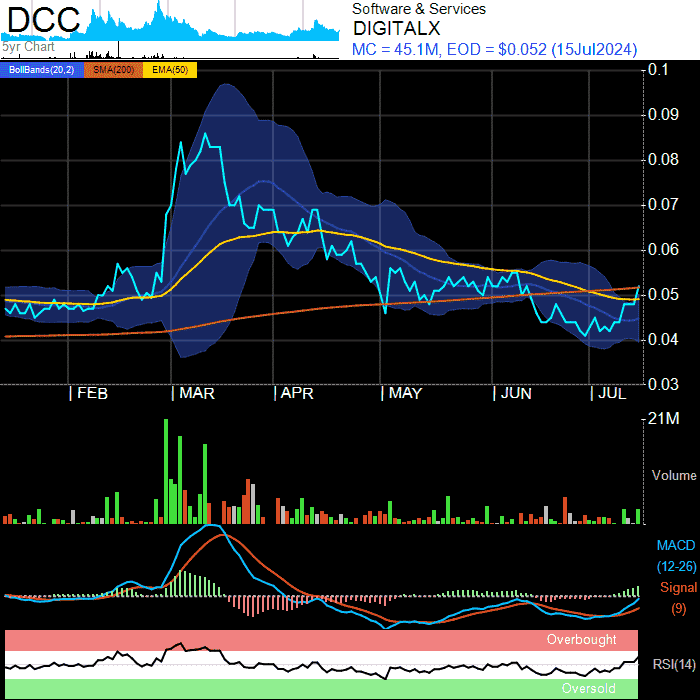 DCC
5yr Chart
Software & Services
DIGITALX
MC = 45.1M, EOD = $0.052 (15Jul2024)
BollBands(20,2) SMA(200) EMA(50)
0.1
0.09
0.08
0.07
0.06
0.05
0.04
0.03
FEB MAR APR MAY JUN JUL
21M
Volume
MACD
(12-26)
Signal
(9)
Overbought
RSI(14)
Oversold